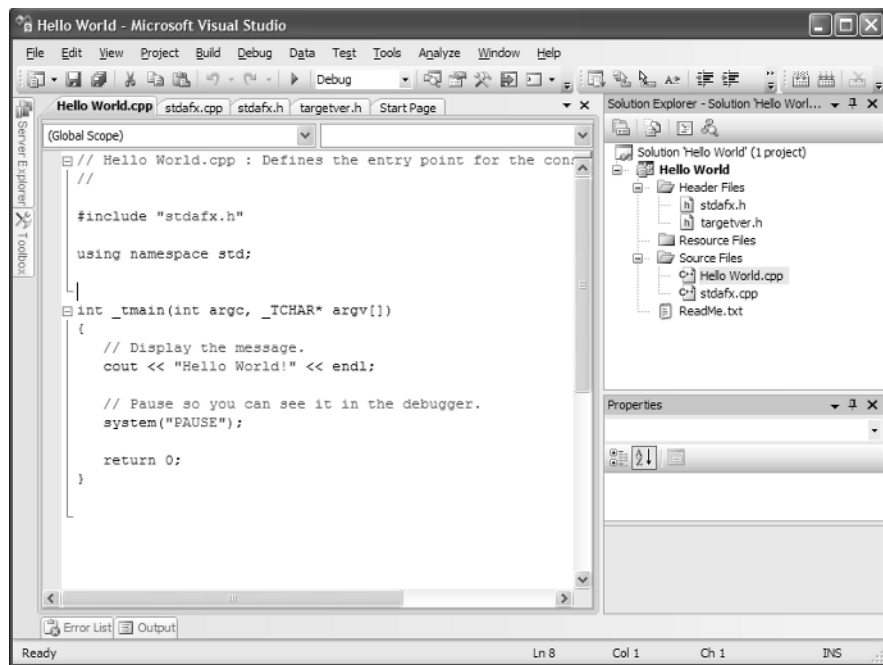 Hello World - Microsoft Visual Studio
File Edit View Project Build Debug Data Test Tools Analyze Window Help
Debug
Hello World.cpp stdafx.cpp stdafx.h targetver.h Start Page
(Global Scope)
Server Explorer
Toolbox
// Hello World.cpp : Defines the entry point for the con
//
#include "stdafx.h"
using namespace std;
int _tmain(int argc, _TCHAR* argv[])
{
// Display the message.
cout << "Hello World!" << endl;
// Pause so you can see it in the debugger.
system("PAUSE");
return 0;
}
Solution Explorer - Solution 'Hello Worl...
Solution 'Hello World' (1 project)
Hello World
Header Files
stdafx.h
targetver.h
Resource Files
Source Files
Hello World.cpp
stdafx.cpp
ReadMe.txt
Properties
Error List Output
Ready Ln 8 Col 1 Ch 1 INS